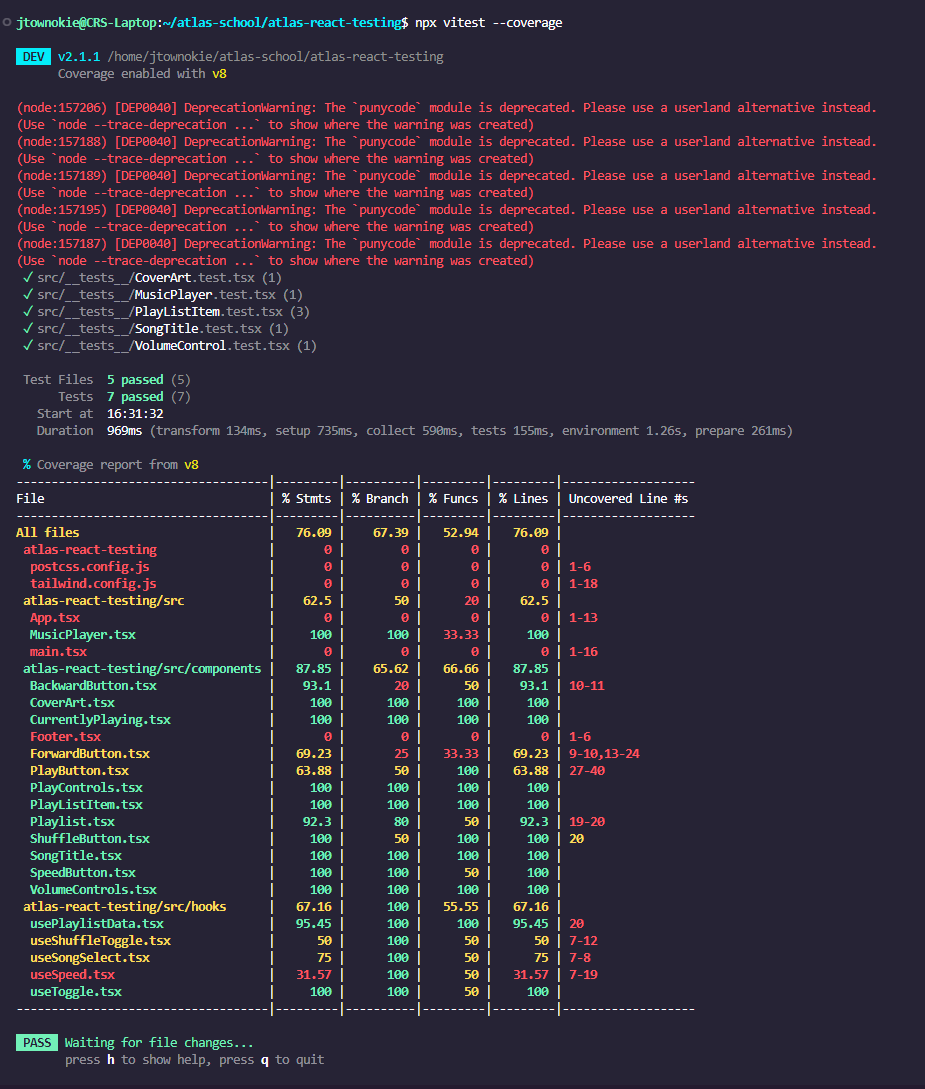 jtownokie@CRS-Laptop:~/atlas-school/atlas-react-testing$ npx vitest --coverage
DEV v2.1.1 /home/jtownokie/atlas-school/atlas-react-testing
Coverage enabled with v8
(node:157206) [DEP0040] DeprecationWarning: The `punycode` module is deprecated. Please use a userland alternative instead.
(Use `node --trace-deprecation ...` to show where the warning was created)
(node:157188) [DEP0040] DeprecationWarning: The `punycode` module is deprecated. Please use a userland alternative instead.
(Use `node --trace-deprecation ...` to show where the warning was created)
(node:157189) [DEP0040] DeprecationWarning: The `punycode` module is deprecated. Please use a userland alternative instead.
(Use `node --trace-deprecation ...` to show where the warning was created)
(node:157195) [DEP0040] DeprecationWarning: The `punycode` module is deprecated. Please use a userland alternative instead.
(Use `node --trace-deprecation ...` to show where the warning was created)
(node:157187) [DEP0040] DeprecationWarning: The `punycode` module is deprecated. Please use a userland alternative instead.
(Use `node --trace-deprecation ...` to show where the warning was created)
✓ src/__tests__/CoverArt.test.tsx (1)
✓ src/__tests__/MusicPlayer.test.tsx (1)
✓ src/__tests__/PlayListItem.test.tsx (3)
✓ src/__tests__/SongTitle.test.tsx (1)
✓ src/__tests__/VolumeControl.test.tsx (1)
Test Files 5 passed (5)
Tests 7 passed (7)
Start at 16:31:32
Duration 969ms (transform 134ms, setup 735ms, collect 590ms, tests 155ms, environment 1.26s, prepare 261ms)
% Coverage report from v8
------------------------------------|---------|----------|---------|---------|-------------------
File | % Stmts | % Branch | % Funcs | % Lines | Uncovered Line #s
------------------------------------|---------|----------|---------|---------|-------------------
All files | 76.09 | 67.39 | 52.94 | 76.09 |
atlas-react-testing | 0 | 0 | 0 | 0 |
postcss.config.js | 0 | 0 | 0 | 0 | 1-6
tailwind.config.js | 0 | 0 | 0 | 0 | 1-18
atlas-react-testing/src | 62.5 | 50 | 20 | 62.5 |
App.tsx | 0 | 0 | 0 | 0 | 1-13
MusicPlayer.tsx | 100 | 100 | 33.33 | 100 |
main.tsx | 0 | 0 | 0 | 0 | 1-16
atlas-react-testing/src/components | 87.85 | 65.62 | 66.66 | 87.85 |
BackwardButton.tsx | 93.1 | 20 | 50 | 93.1 | 10-11
CoverArt.tsx | 100 | 100 | 100 | 100 |
CurrentlyPlaying.tsx | 100 | 100 | 100 | 100 |
Footer.tsx | 0 | 0 | 0 | 0 | 1-6
ForwardButton.tsx | 69.23 | 25 | 33.33 | 69.23 | 9-10,13-24
PlayButton.tsx | 63.88 | 50 | 100 | 63.88 | 27-40
PlayControls.tsx | 100 | 100 | 100 | 100 |
PlayListItem.tsx | 100 | 100 | 100 | 100 |
Playlist.tsx | 92.3 | 80 | 50 | 92.3 | 19-20
ShuffleButton.tsx | 100 | 50 | 100 | 100 | 20
SongTitle.tsx | 100 | 100 | 100 | 100 |
SpeedButton.tsx | 100 | 100 | 50 | 100 |
VolumeControls.tsx | 100 | 100 | 100 | 100 |
atlas-react-testing/src/hooks | 67.16 | 100 | 55.55 | 67.16 |
usePlaylistData.tsx | 95.45 | 100 | 100 | 95.45 | 20
useShuffleToggle.tsx | 50 | 100 | 50 | 50 | 7-12
useSongSelect.tsx | 75 | 100 | 50 | 75 | 7-8
useSpeed.tsx | 31.57 | 100 | 50 | 31.57 | 7-19
useToggle.tsx | 100 | 100 | 50 | 100 |
------------------------------------|---------|----------|---------|---------|-------------------
PASS Waiting for file changes...
press h to show help, press q to quit